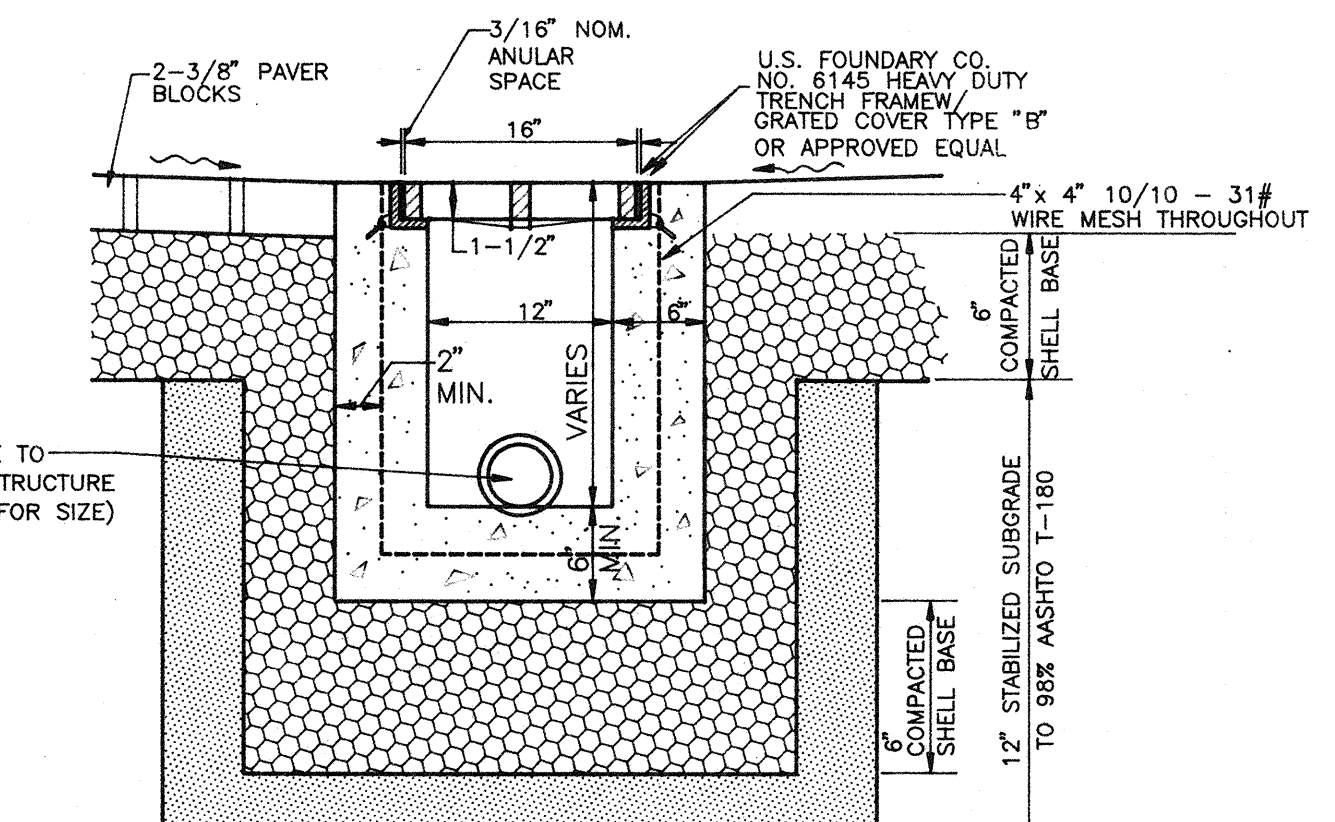 3/16" NOM.
ANULAR
SPACE
2-3/8" PAVER
BLOCKS
U.S. FOUNDARY CO.
NO. 6145 HEAVY DUTY
TRENCH FRAMEW/
GRATED COVER TYPE "B"
OR APPROVED EQUAL
16"
4"x 4" 10/10 - 31#
WIRE MESH THROUGHOUT
1-1/2"
6"
COMPACTED
SHELL BASE
12"
6"
2"
MIN.
VARIES
TO
TRUCTURE
FOR SIZE)
6"
MIN.
12" STABILIZED SUBGRADE
TO 98% AASHTO T-180
6"
COMPACTED
SHELL BASE